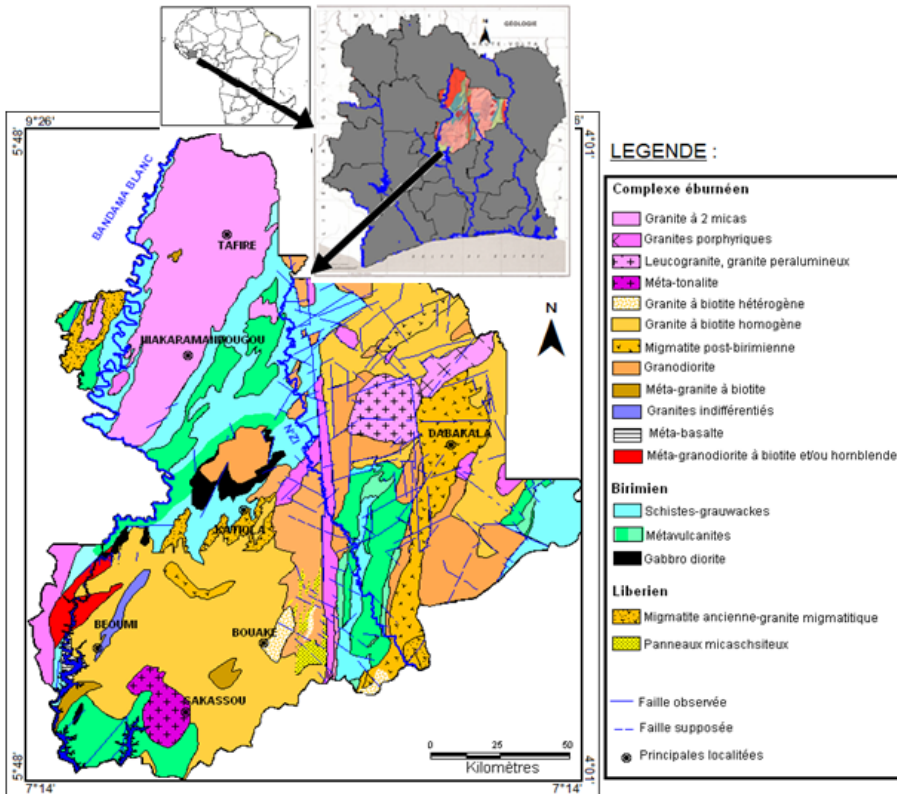 N
GÉOLOGIE
HAUTE-VOLTA
9°26'
5°48'
4°01'
BANDAMA BLANC
TAFIRE
NIAKARAMANDOUGOU
N
NZI
DABAKALA
KATIOLA
BEOUMI
BOUAKE
SAKASSOU
0 25 50
Kilomètres
5°48'
4°01'
7°14'
7°14'
LEGENDE :
Complexe éburnéen
Granite à 2 micas
Granites porphyriques
Leucogranite, granite peralumineux
Méta-tonalite
Granite à biotite hétérogène
Granite à biotite homogène
Migmatite post-birimienne
Granodiorite
Méta-granite à biotite
Granites indifférentiés
Méta-basalte
Méta-granodiorite à biotite et/ou hornblende
Birimien
Schistes-grauwackes
Métavulcanites
Gabbro diorite
Liberien
Migmatite ancienne-granite migmatitique
Panneaux micaschsiteux
Faille observée
Faille supposée
Principales localitées